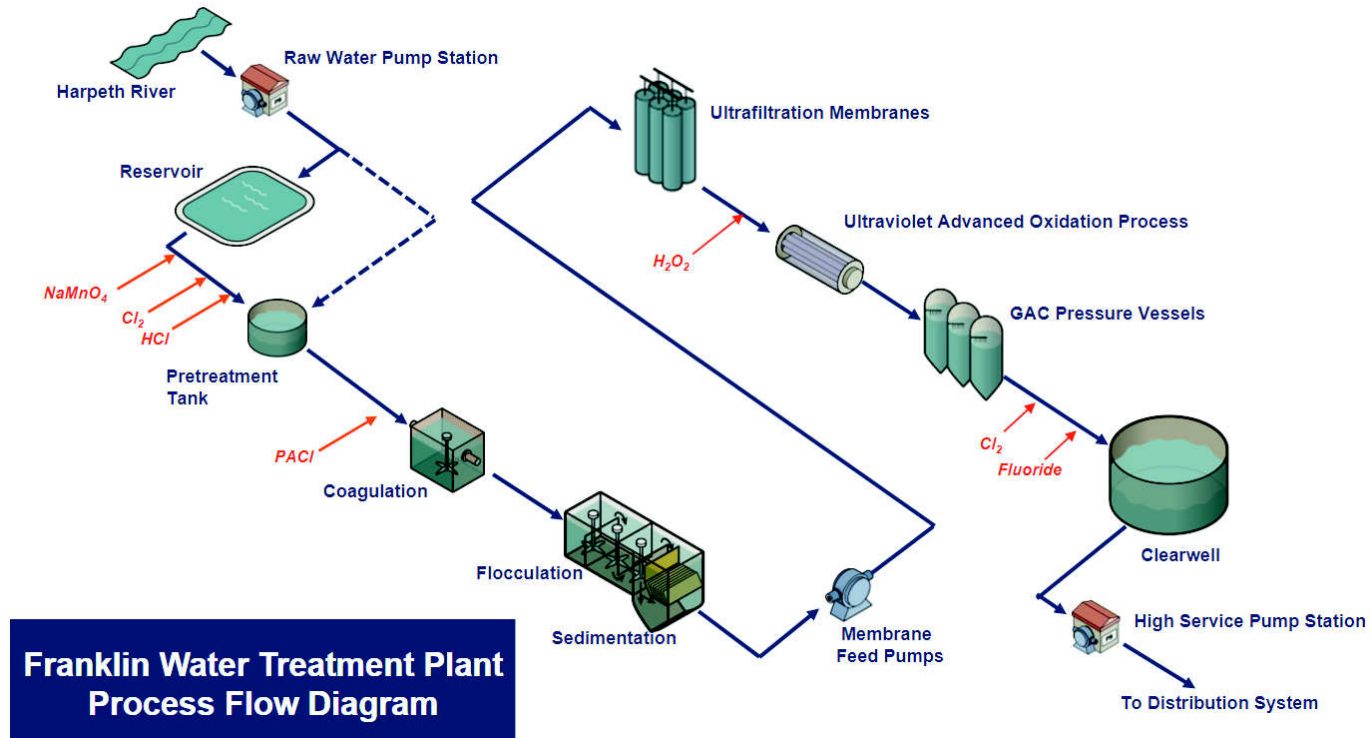 Harpeth River
Raw Water Pump Station
Reservoir
NaMnO₄
Cl₂
HCl
Pretreatment
Tank
PACl
Coagulation
Flocculation
Sedimentation
Membrane
Feed Pumps
Ultrafiltration Membranes
H₂O₂
Ultraviolet Advanced Oxidation Process
GAC Pressure Vessels
Cl₂
Fluoride
Clearwell
High Service Pump Station
To Distribution System
Franklin Water Treatment Plant
Process Flow Diagram